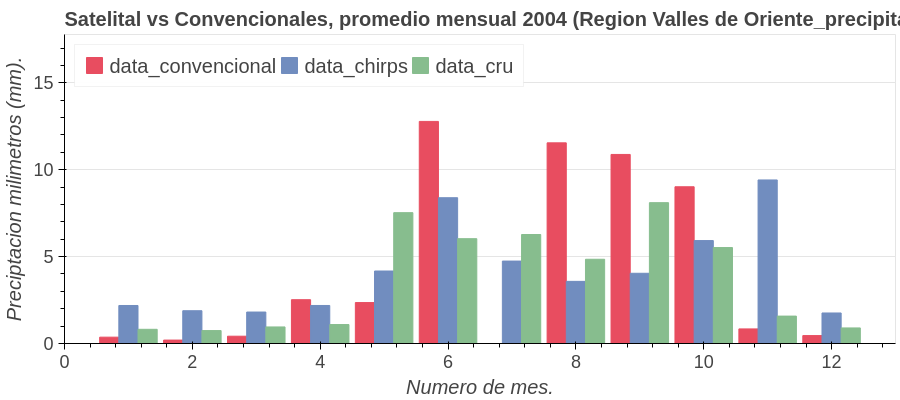 Satelital vs Convencionales, promedio mensual 2004 (Region Valles de Oriente_precipita
data_convencional data_chirps data_cru
Preciptacion milimetros (mm).
15
10
5
0
0 2 4 6 8 10 12
Numero de mes.